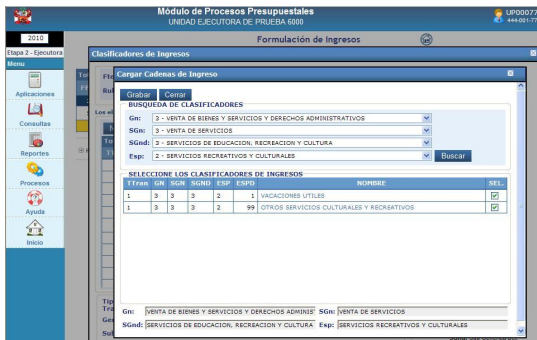 Módulo de Procesos Presupuestales
UNIDAD EJECUTORA DE PRUEBA 6000
UP00077
444-001-77
2010
Etapa 2 - Ejecutora
Formulación de Ingresos
Menu
Aplicaciones
Consultas
Reportes
Procesos
Ayuda
Inicio
Clasificadores de Ingresos
Cargar Cadenas de Ingreso
Grabar Cerrar
BUSQUEDA DE CLASIFICADORES
Gn: 3 - VENTA DE BIENES Y SERVICIOS Y DERECHOS ADMINISTRATIVOS
SGn: 3 - VENTA DE SERVICIOS
SGnd: 3 - SERVICIOS DE EDUCACION, RECREACION Y CULTURA
Esp: 2 - SERVICIOS RECREATIVOS Y CULTURALES Buscar
SELECCIONE LOS CLASIFICADORES DE INGRESOS
TTran GN SGN SGND ESP ESPD NOMBRE SEL.
1 3 3 3 2 1 VACACIONES UTILES
1 3 3 3 2 99 OTROS SERVICIOS CULTURALES Y RECREATIVOS
Gn: VENTA DE BIENES Y SERVICIOS Y DERECHOS ADMINIS SGn: VENTA DE SERVICIOS
SGnd: SERVICIOS DE EDUCACION, RECREACION Y CULTURA Esp: SERVICIOS RECREATIVOS Y CULTURALES